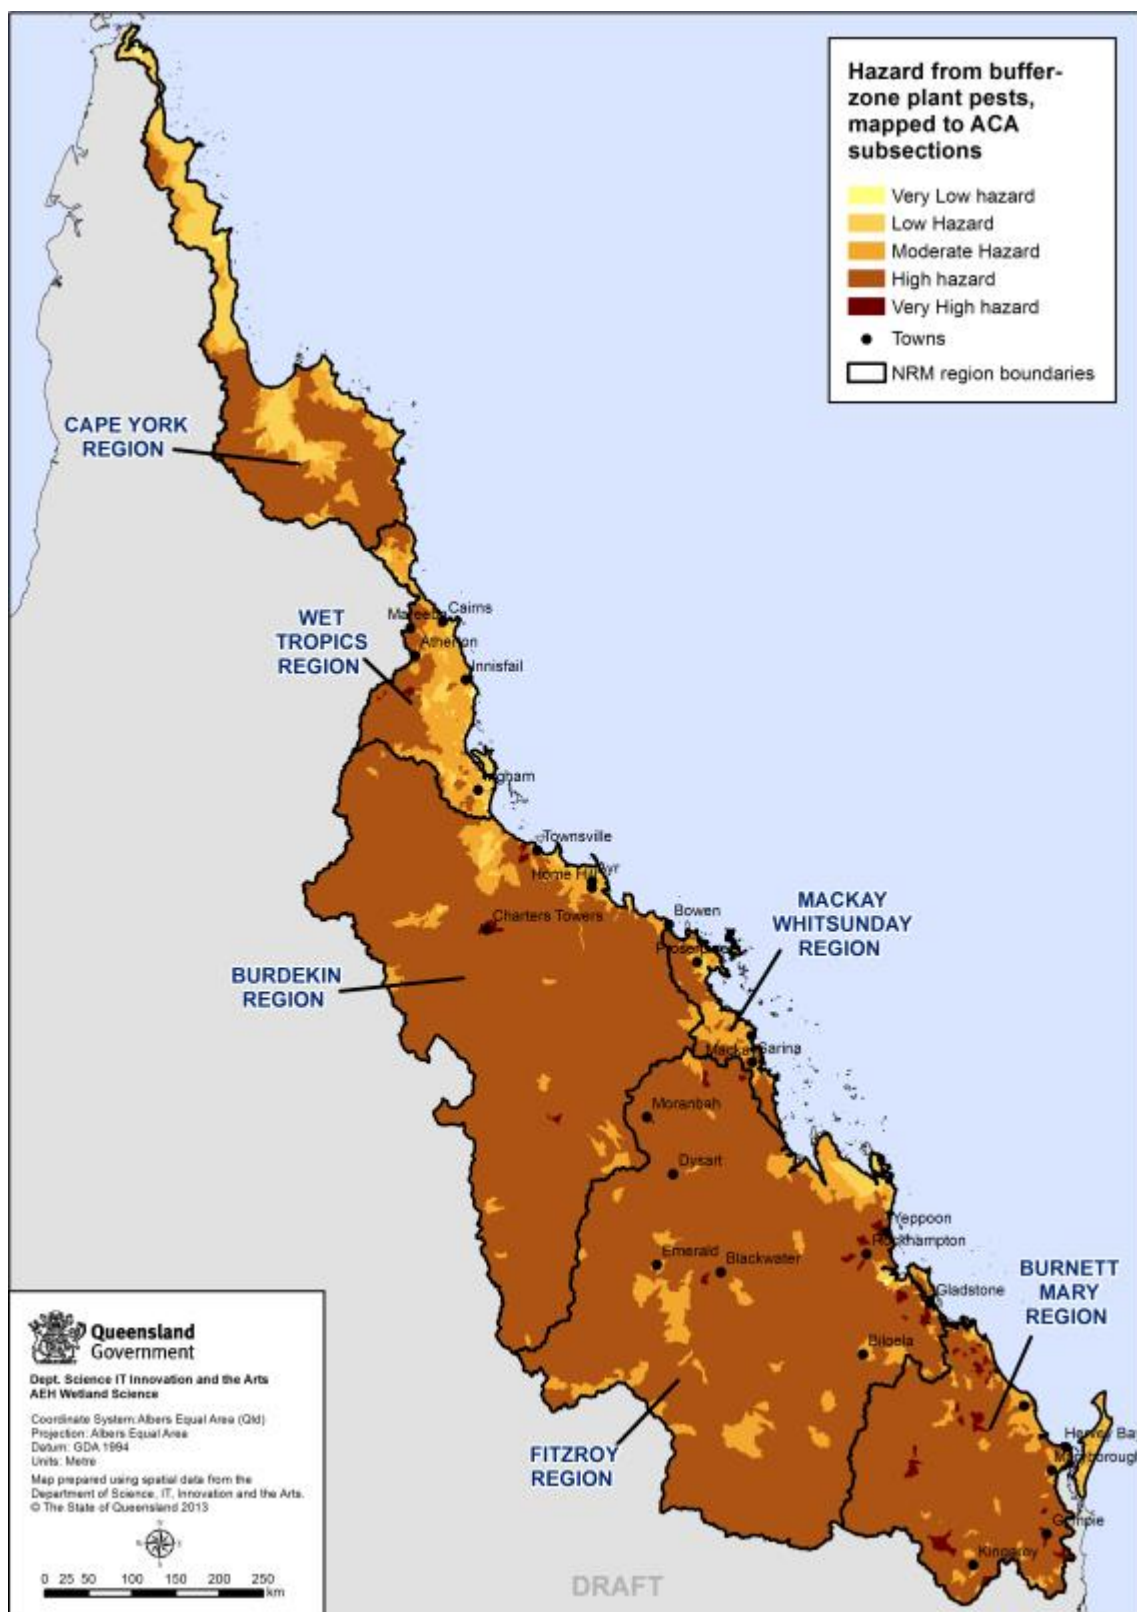 Hazard from buffer-
zone plant pests,
mapped to ACA
subsections
Very Low hazard
Low Hazard
Moderate Hazard
High hazard
Very High hazard
Towns
NRM region boundaries
CAPE YORK
REGION
WET
TROPICS
REGION
Cairns
Atherton
Innisfail
Townsville
Ayr
Charters Towers
Bowen
MACKAY
WHITSUNDAY
REGION
BURDEKIN
REGION
Sarina
Moranbah
Dysart
Yeppoon
Rockhampton
Emerald
Blackwater
Gladstone
BURNETT
MARY
REGION
Biloela
FITZROY
REGION
Hervey Bay
Maryborough
Gympie
Kingaroy
Queensland
Government
Dept. Science IT Innovation and the Arts
AEH Wetland Science
Coordinate System: Albers Equal Area (Qld)
Projection: Albers Equal Area
Datum: GDA 1994
Units: Metre
Map prepared using spatial data from the
Department of Science, IT, Innovation and the Arts.
© The State of Queensland 2013
0 25 50 100 150 200 250
km
DRAFT